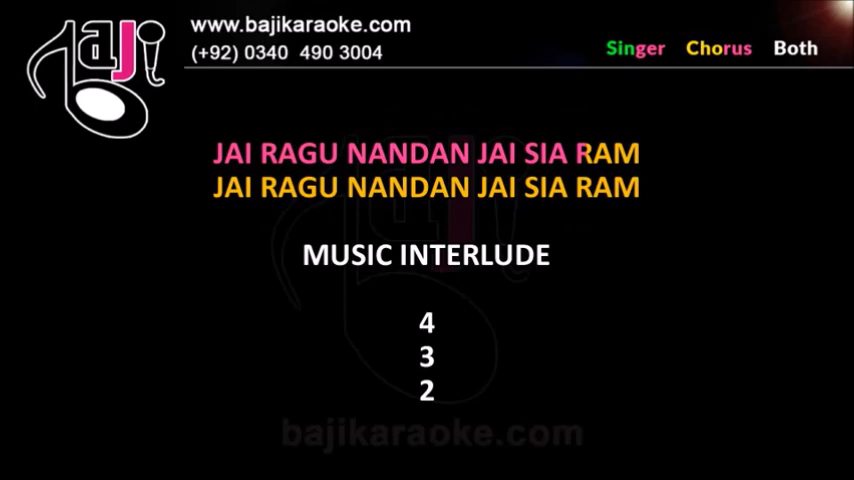 www.bajikaraoke.com
(+92) 0340 490 3004
Singer Chorus Both
Baji
JAI RAGU NANDAN JAI SIA RAM
JAI RAGU NANDAN JAI SIA RAM
MUSIC INTERLUDE
4
3
2
bajikaraoke.com